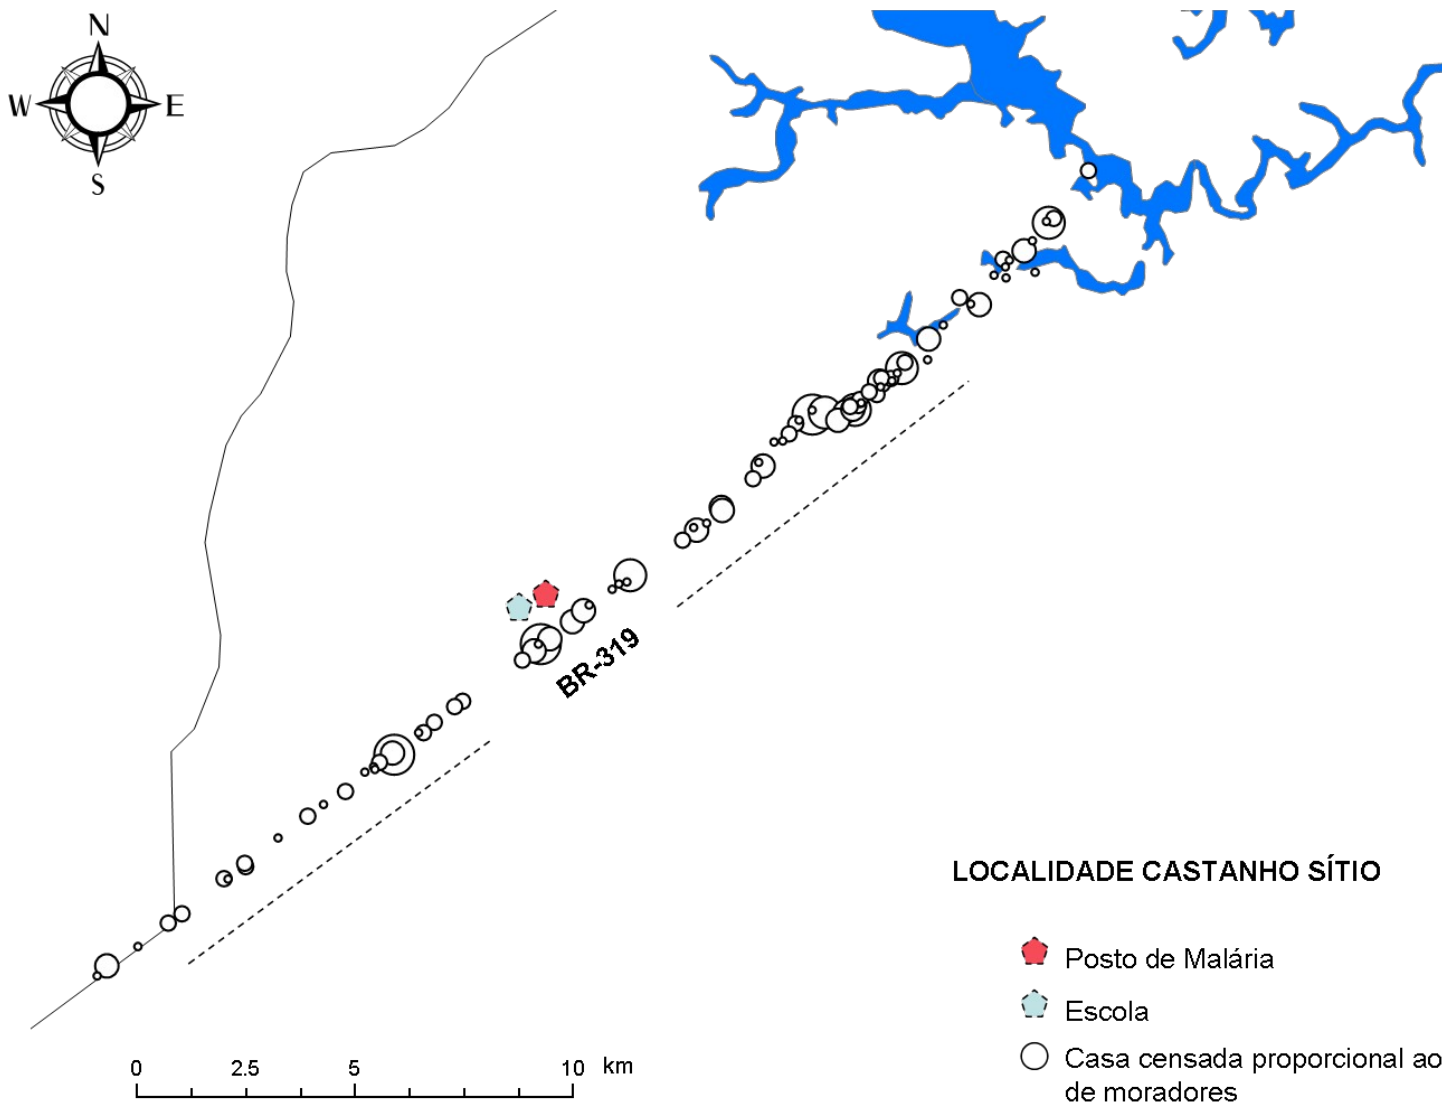 N
W E
S
BR-319
LOCALIDADE CASTANHO SÍTIO
Posto de Malária
Escola
Casa censada proporcional ao
de moradores
0 2.5 5 10 km